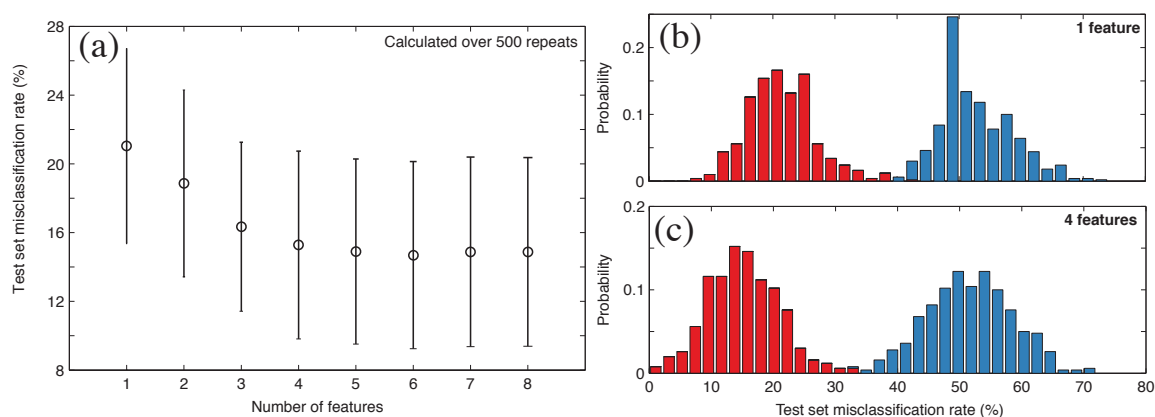 (a)
Calculated over 500 repeats
Test set misclassification rate (%)
28
24
20
16
12
8
1 2 3 4 5 6 7 8
Number of features
(b)
1 feature
Probability
0.2
0.1
0
(c)
4 features
Probability
0.2
0.1
0
0 10 20 30 40 50 60 70 80
Test set misclassification rate (%)